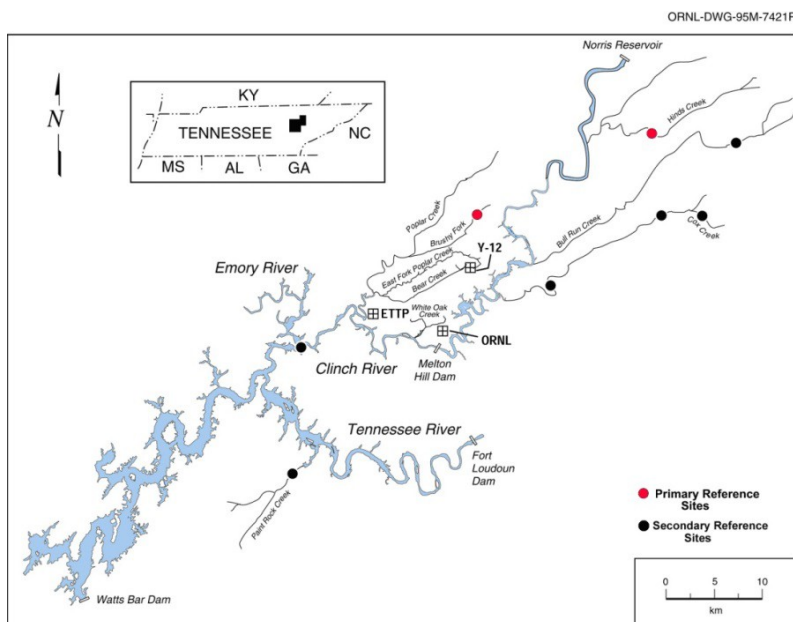 ORNL-DWG-95M-7421R
Norris Reservoir
N
KY
TENNESSEE
NC
MS
AL
GA
Hinds Creek
Poplar Creek
Brushy Fork
Bull Run Creek
Cox Creek
Y-12
East Fork Poplar Creek
Bear Creek
Emory River
ETTP
White Oak
Creek
ORNL
Clinch River
Melton
Hill Dam
Tennessee River
Fort
Loudoun
Dam
Paint Rock Creek
Primary Reference
Sites
Secondary Reference
Sites
Watts Bar Dam
0
5
10
km